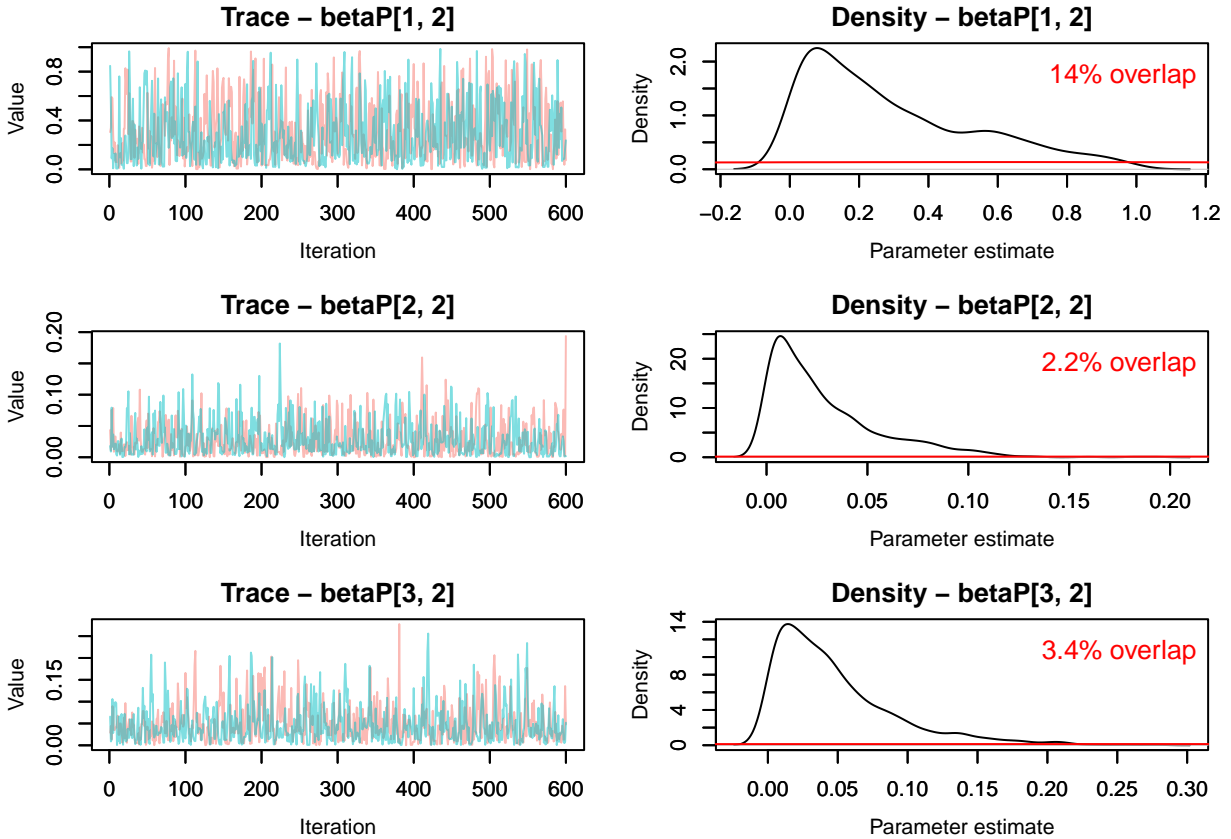 Trace – betaP[1, 2]
Value
0.0 0.4 0.8
0 100 200 300 400 500 600
Iteration
Density – betaP[1, 2]
14% overlap
Density
0.0 1.0 2.0
−0.2 0.0 0.2 0.4 0.6 0.8 1.0 1.2
Parameter estimate
Trace – betaP[2, 2]
Value
0.00 0.10 0.20
0 100 200 300 400 500 600
Iteration
Density – betaP[2, 2]
2.2% overlap
Density
0 10 20
0.00 0.05 0.10 0.15 0.20
Parameter estimate
Trace – betaP[3, 2]
Value
0.00 0.15
0 100 200 300 400 500 600
Iteration
Density – betaP[3, 2]
3.4% overlap
Density
0 4 8 14
0.00 0.05 0.10 0.15 0.20 0.25 0.30
Parameter estimate